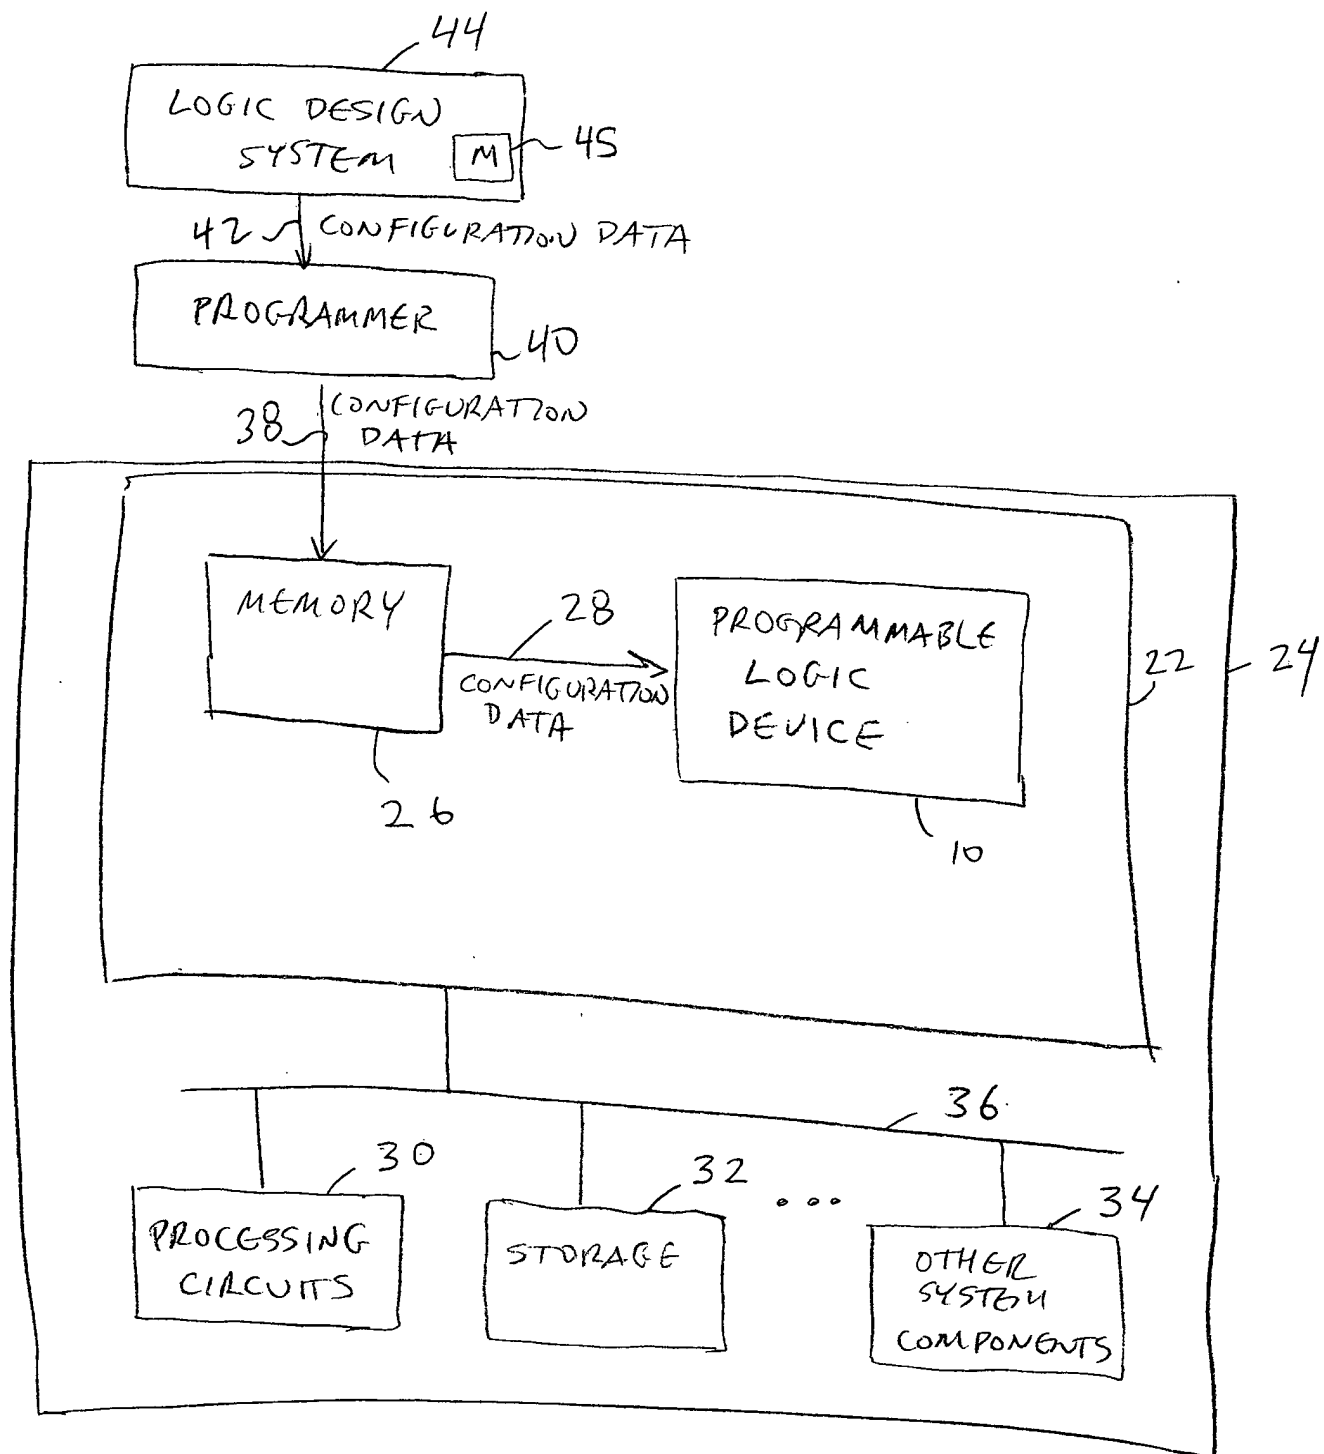 44
LOGIC DESIGN
SYSTEM
M
45
42
CONFIGURATION DATA
PROGRAMMER
40
38
CONFIGURATION
DATA
MEMORY
28
CONFIGURATION
DATA
PROGRAMMABLE
LOGIC
DEVICE
22
24
26
10
36
30
PROCESSING
CIRCUITS
32
STORAGE
...
34
OTHER
SYSTEM
COMPONENTS